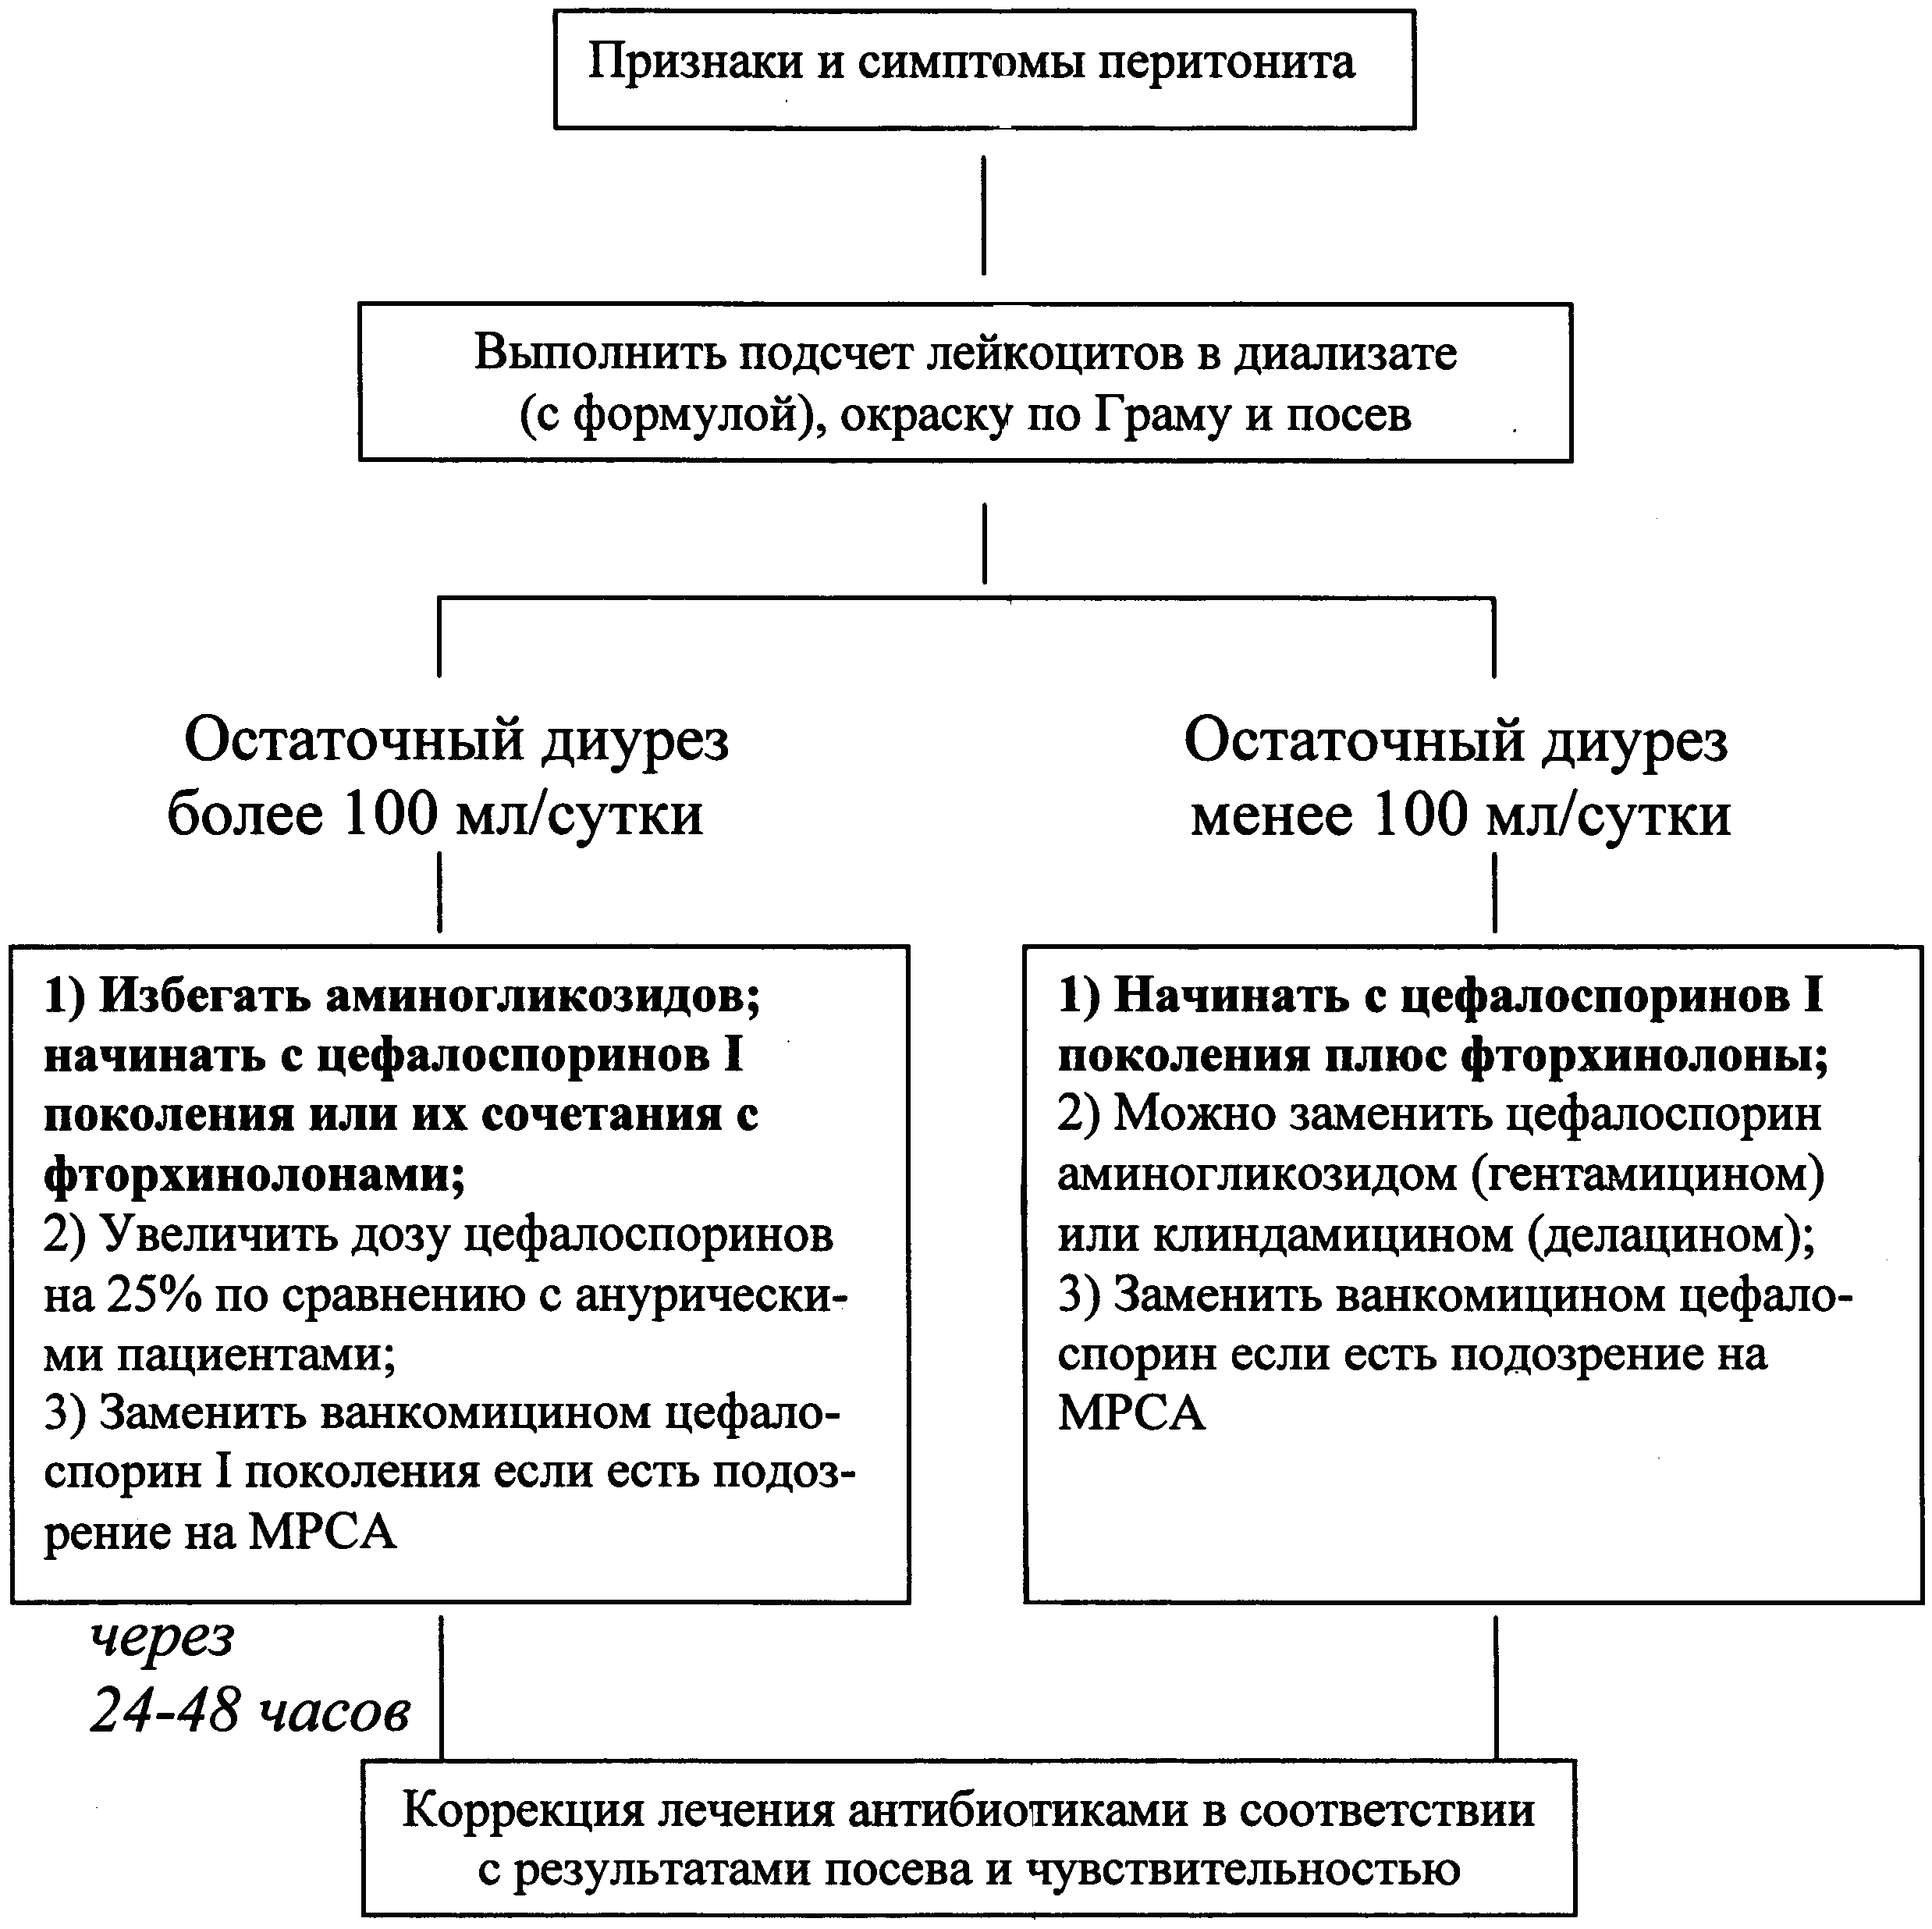 Признаки и симптомы перитонита
Выполнить подсчет лейкоцитов в диализате
(с формулой), окраску по Граму и посев
Остаточный диурез
более 100 мл/сутки
Остаточный диурез
менее 100 мл/сутки
1) Избегать аминогликозидов;
начинать с цефалоспоринов I
поколения или их сочетания с
фторхинолонами;
2) Увеличить дозу цефалоспоринов
на 25% по сравнению с анурически-
ми пациентами;
3) Заменить ванкомицином цефало-
спорин I поколения если есть подоз-
рение на МРСА
1) Начинать с цефалоспоринов I
поколения плюс фторхинолоны;
2) Можно заменить цефалоспорин
аминогликозидом (гентамицином)
или клиндамицином (делацином);
3) Заменить ванкомицином цефало-
спорин если есть подозрение на
МРСА
через
24-48 часов
Коррекция лечения антибиотиками в соответствии
с результатами посева и чувствительностью